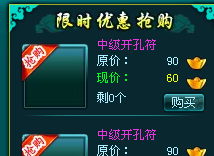 限时优惠抢购
抢购
中级开孔符
原价： 90
现价： 60
剩0个 购买
抢购
中级开孔符
原价： 90